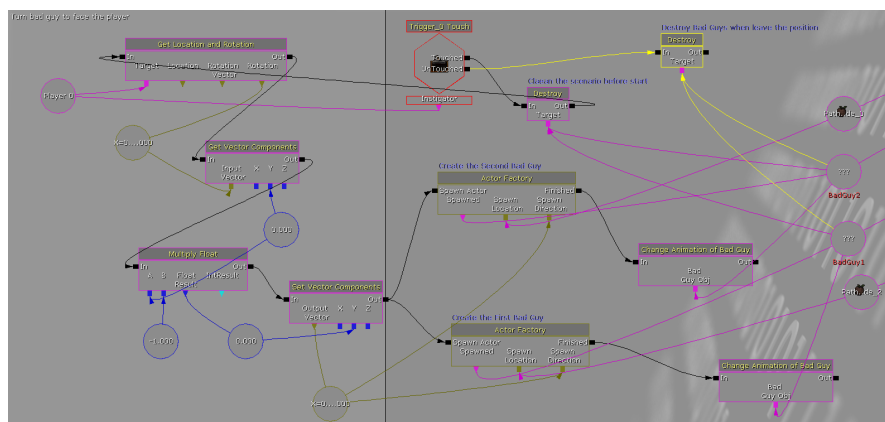 Turn bad guy to face the player
Get Location and Rotation
In Out
Target Location Rotation Rotation
Vector
Player 0
X=0....000
Get Vector Components
In Out
Input X Y Z
Vector
0.000
Multiply Float
In Out
A B Float IntResult
Result
-1.000
0.000
Set Vector Components
In Out
Output X Y Z
Vector
X=0....000
Trigger_0 Touch
Touched
UnTouched
Instigator
Destroy Bad Guys when leave the position
Destroy
In Out
Target
Clean the scenario before start
Destroy
In Out
Target
Create the Second Bad Guy
Actor Factory
Spawn Actor Finished
Spawned Spawn Spawn
Location Direction
Change Animation of Bad Guy
In Out
Bad
Guy Obj
Create the First Bad Guy
Actor Factory
Spawn Actor Finished
Spawned Spawn Spawn
Location Direction
Change Animation of Bad Guy
In Out
Bad
Guy Obj
???
BadGuy2
???
BadGuy1